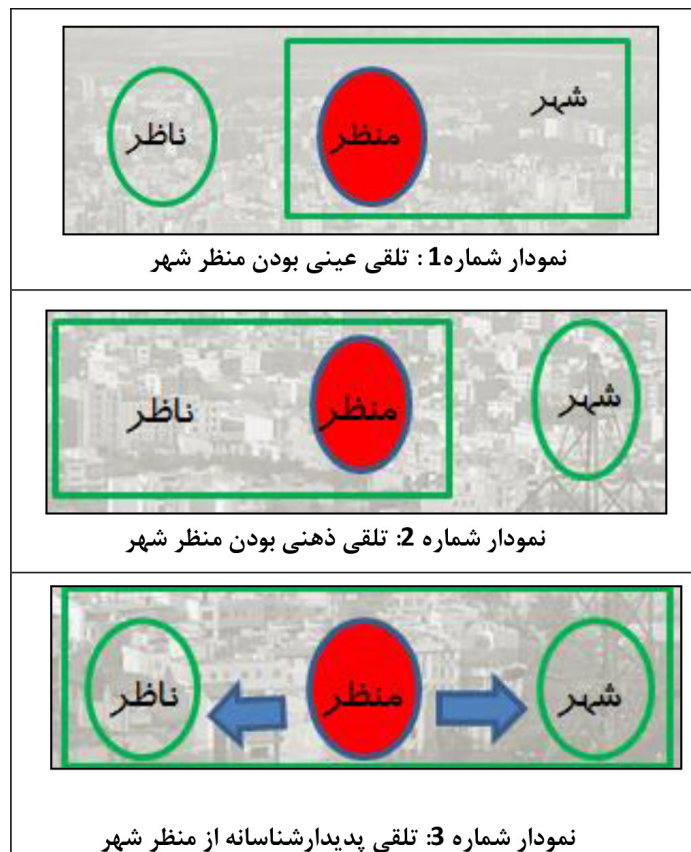 شهر
منظر
ناظر
نمودار شماره1 : تلقی عینی بودن منظر شهر
شهر
منظر
ناظر
نمودار شماره 2: تلقی ذهنی بودن منظر شهر
شهر
منظر
ناظر
نمودار شماره 3: تلقی پدیدارشناسانه از منظر شهر